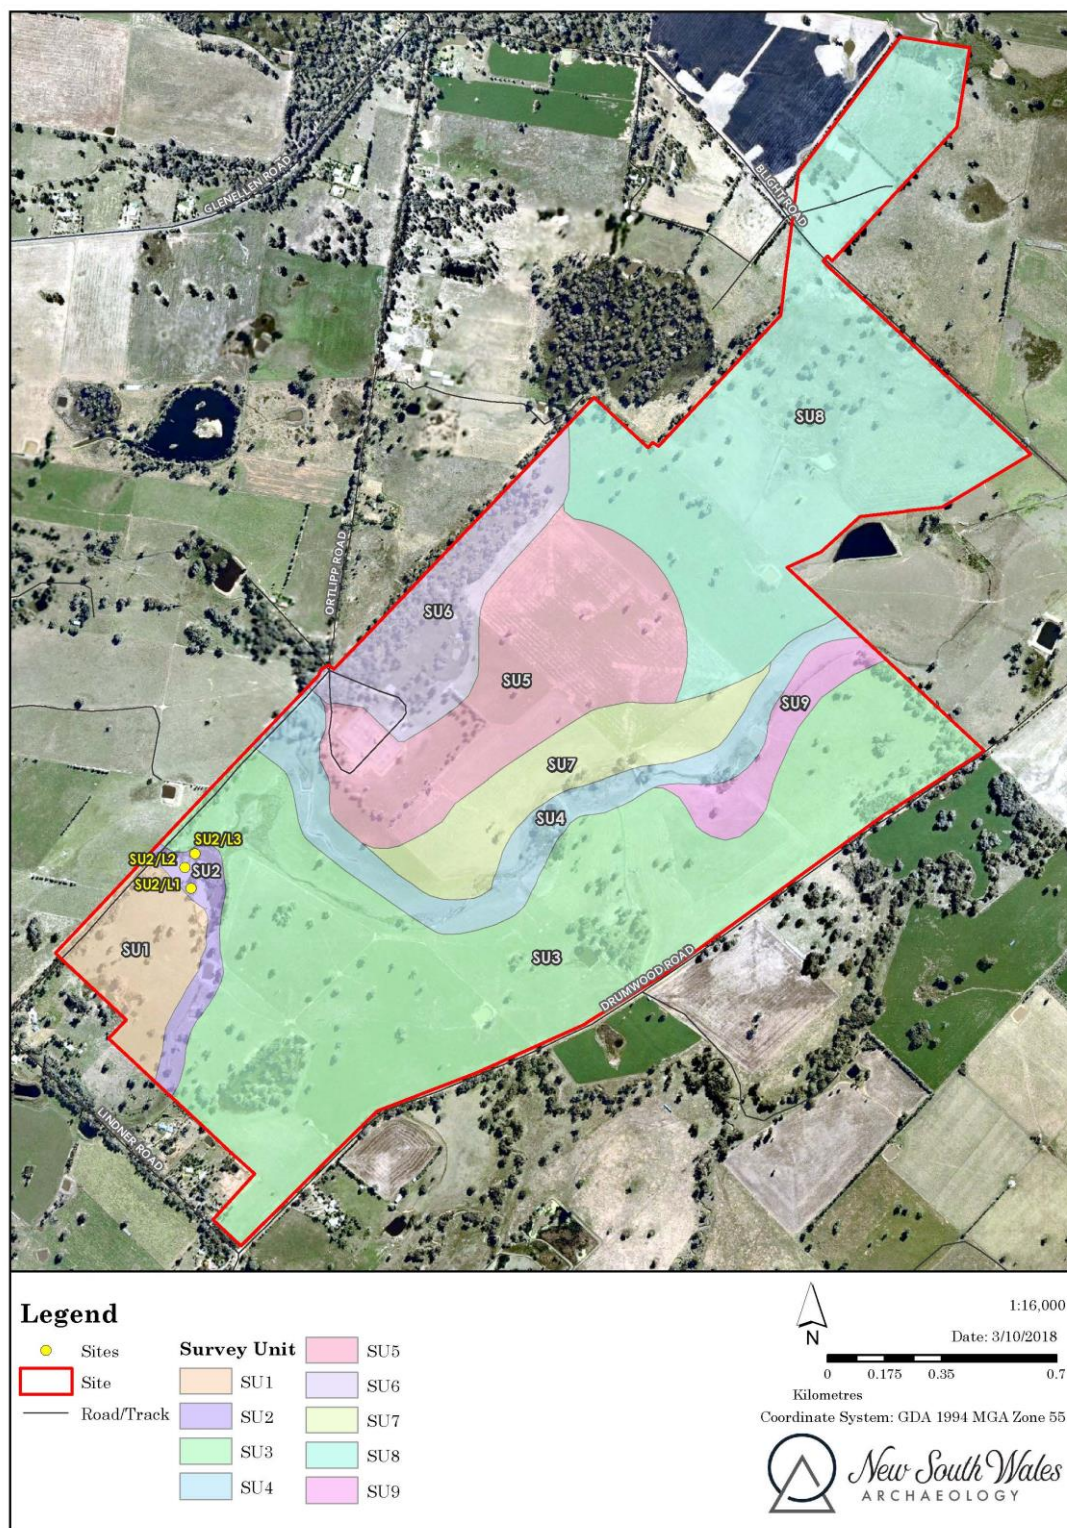 GLENELLEN ROAD
BLIGHT ROAD
SU8
ORTLIPP ROAD
SU6
SU5
SU9
SU7
SU4
SU2/L3
SU2/L2
SU2
SU2/L1
SU1
SU3
DRUMWOOD ROAD
LINDNER ROAD
Legend
Sites
Site
Road/Track
Survey Unit
SU1
SU2
SU3
SU4
SU5
SU6
SU7
SU8
SU9
N
1:16,000
Date: 3/10/2018
0 0.175 0.35 0.7
Kilometres
Coordinate System: GDA 1994 MGA Zone 55
New South Wales
ARCHAEOLOGY